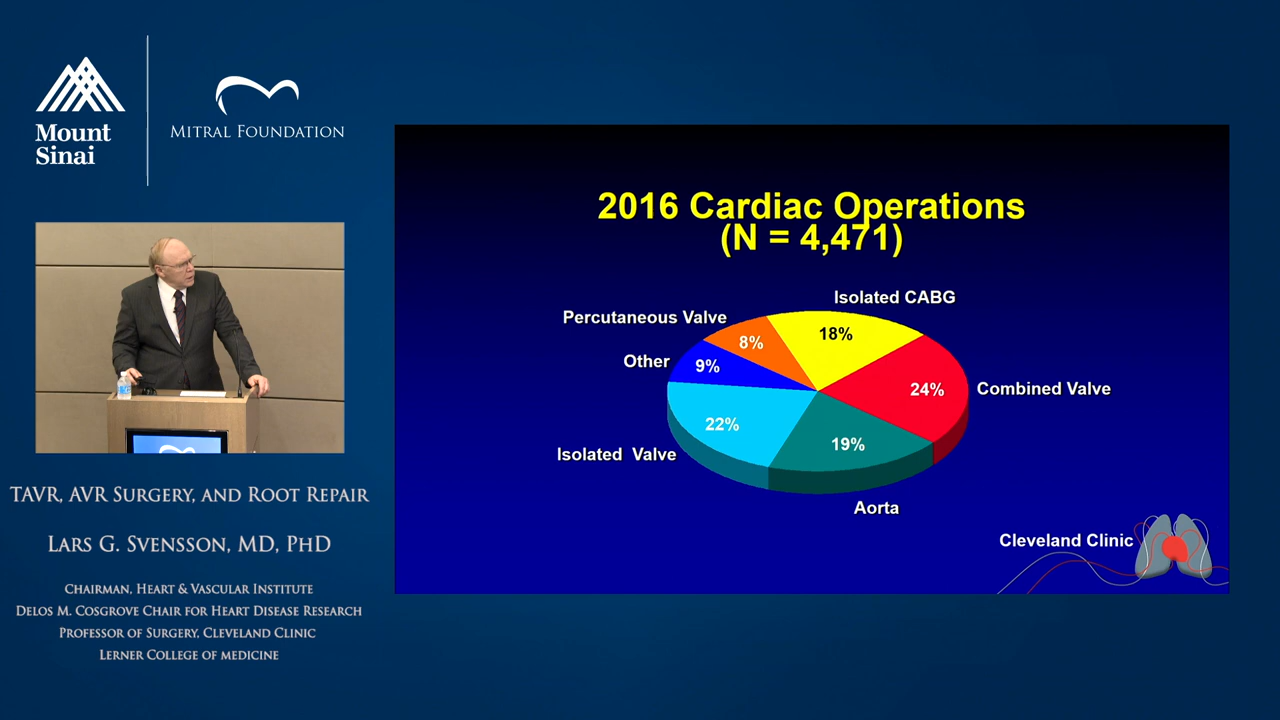 Mount
Sinai
MITRAL FOUNDATION
TAVR, AVR SURGERY, AND ROOT REPAIR
LARS G. SVENSSON, MD, PHD
CHAIRMAN, HEART & VASCULAR INSTITUTE
DELOS M. COSGROVE CHAIR FOR HEART DISEASE RESEARCH
PROFESSOR OF SURGERY, CLEVELAND CLINIC
LERNER COLLEGE OF MEDICINE
2016 Cardiac Operations
(N = 4,471)
Isolated CABG
18%
Percutaneous Valve
8%
Other
9%
24%
Combined Valve
22%
Isolated Valve
19%
Aorta
Cleveland Clinic